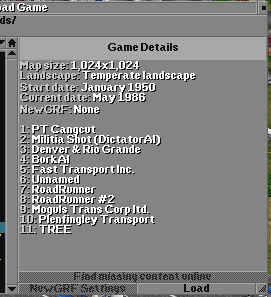 oad Game
ds/
Game Details
Map size: 1,024x1,024
Landscape: Temperate landscape
Start date: January 1950
Current date: May 1986
NewGRF: None
1: PT Cangcut
2: Militia Shot (DictatorAI)
3: Denver & Rio Grande
4: BorkAI
5: Fast Transport Inc.
6: Unnamed
7: RoadRunner
8: RoadRunner #2
9: Moguls Trans Corp ltd.
10: Plenfingley Transport
11: TREE
Find missing content online
NewGRF Settings
Load